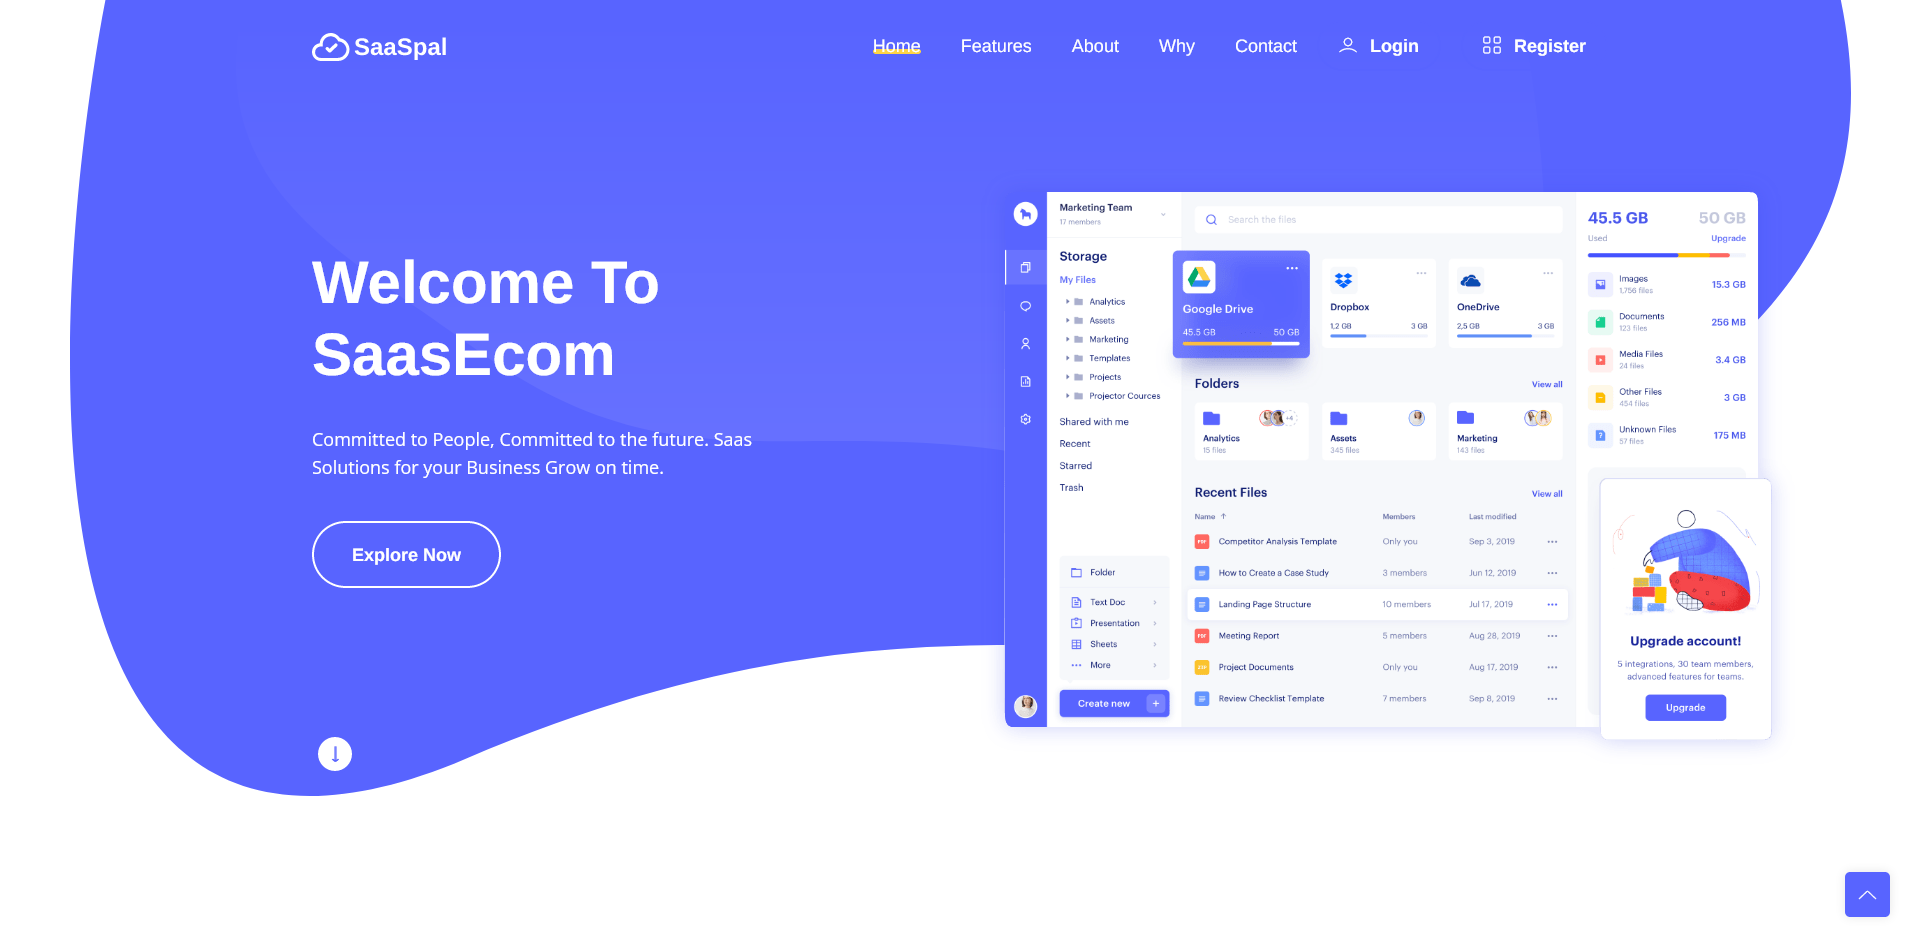 SaaSpal
Home
Features
About
Why
Contact
Login
Register
Welcome To
SaasEcom
Committed to People, Committed to the future. Saas
Solutions for your Business Grow on time.
Explore Now
Marketing Team
17 members
Storage
My Files
Analytics
Assets
Marketing
Templates
Projects
Projector Cources
Shared with me
Recent
Starred
Trash
Folder
Text Doc
Presentation
Sheets
More
Create new
+
Search the files
Google Drive
45.5 GB
50 GB
Dropbox
1,2 GB
3 GB
OneDrive
2,5 GB
3 GB
Folders
View all
+4
Analytics
15 files
Assets
345 files
Marketing
143 files
Recent Files
View all
Name
Members
Last modified
PDF
Competitor Analysis Template
Only you
Sep 3, 2019
How to Create a Case Study
3 members
Jun 12, 2019
Landing Page Structure
10 members
Jul 17, 2019
PDF
Meeting Report
5 members
Aug 28, 2019
Project Documents
Only you
Aug 17, 2019
Review Checklist Template
7 members
Sep 8, 2019
45.5 GB
50 GB
Used
Upgrade
Images
1,756 files
15.3 GB
Documents
123 files
256 MB
Media Files
24 files
3.4 GB
Other Files
454 files
3 GB
Unknown Files
57 files
175 MB
Upgrade account!
5 integrations, 30 team members,
advanced features for teams.
Upgrade